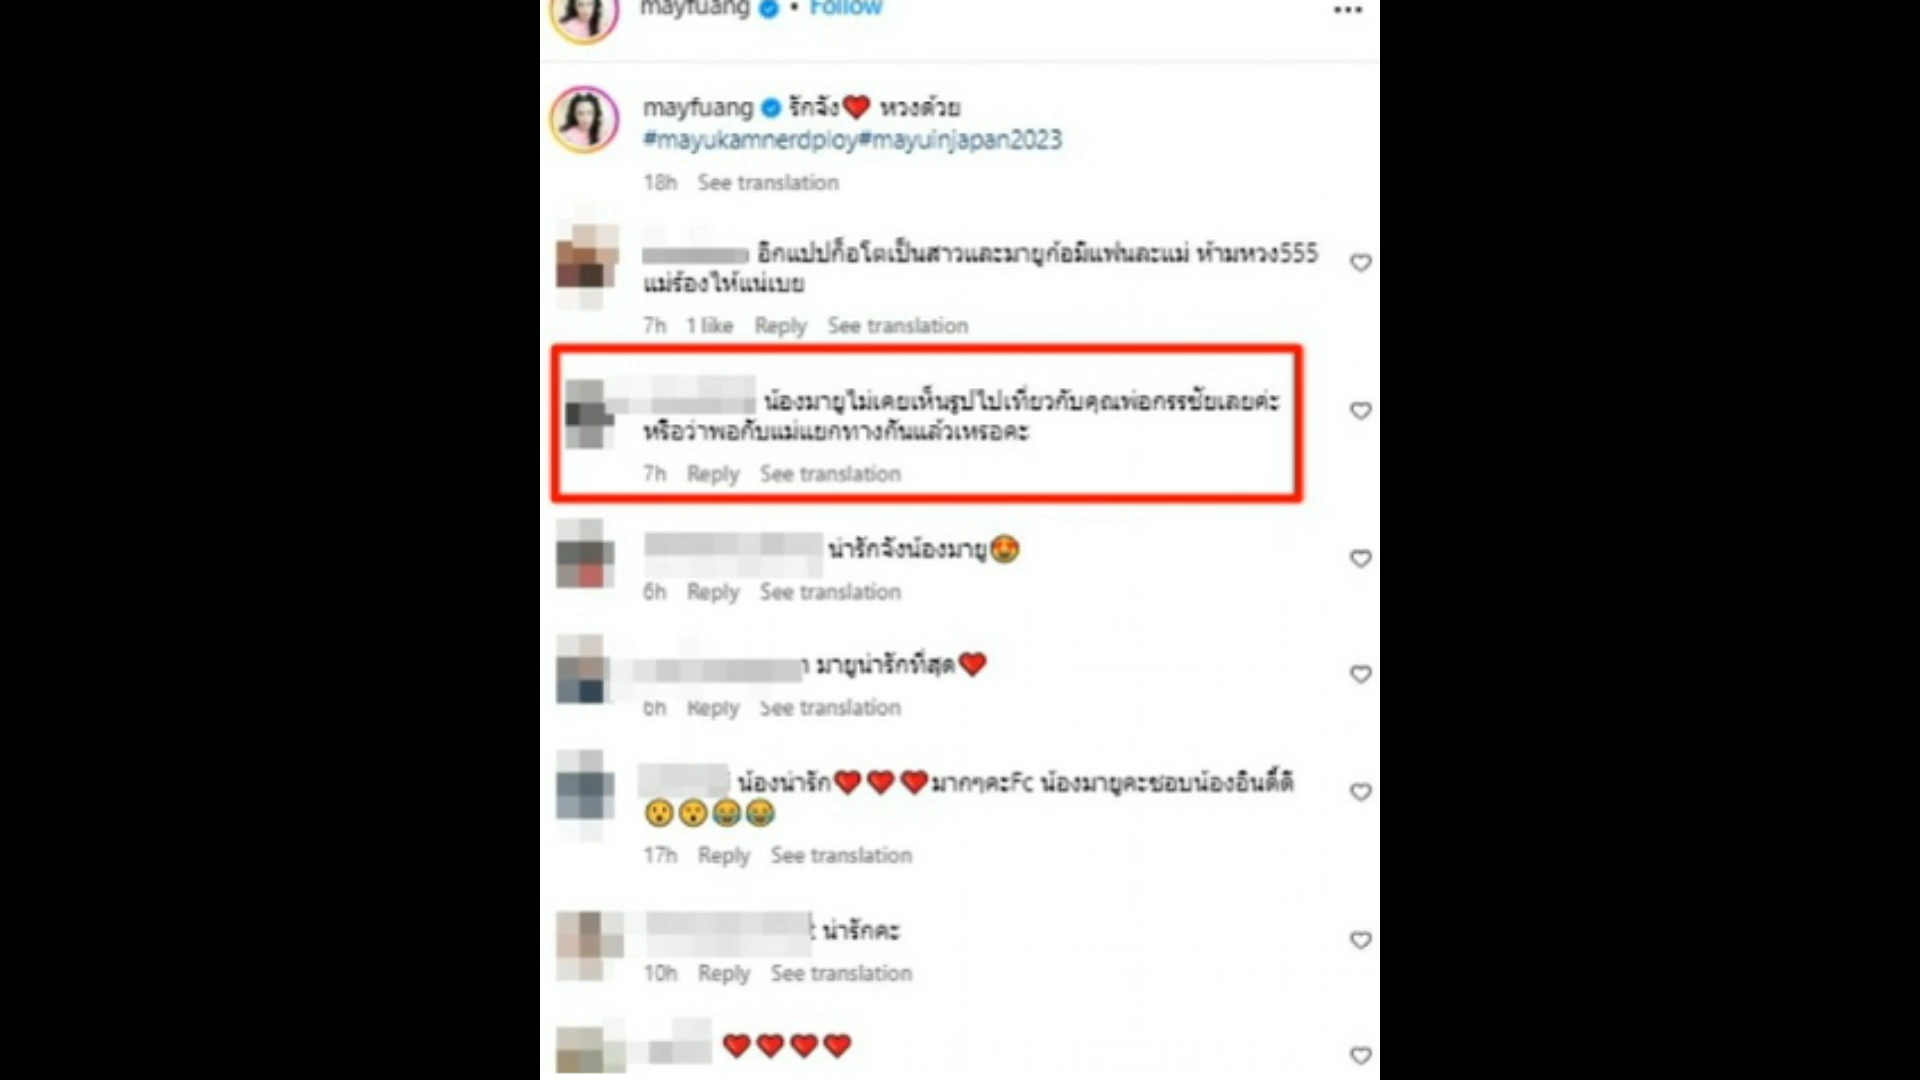 mayfuang • Follow
mayfuang รักจัง❤️ หวงด้วย
#mayukamnerdploy#mayuinjapan2023
18h See translation
อีกแปปก็อโตเป็นสาวและมายูก้อมีแฟนละแม่ ห้ามหวง555
แม่ร้องไห้แน่เบย
7h 1 like Reply See translation
น้องมายูไม่เคยเห็นรูปไปเที่ยวกับคุณพ่อกรรชัยเลยค่ะ
หรือว่าพอกับแม่แยกทางกันแล้วเหรอคะ
7h Reply See translation
น่ารักจังน้องมายู😍
6h Reply See translation
มายูน่ารักที่สุด❤️
6h Reply See translation
น้องน่ารัก❤️❤️❤️มากๆคะFc น้องมายูคะชอบน้องอินดี้ดี
😯😯😂😂
17h Reply See translation
t น่ารักคะ
10h Reply See translation
❤️❤️❤️❤️